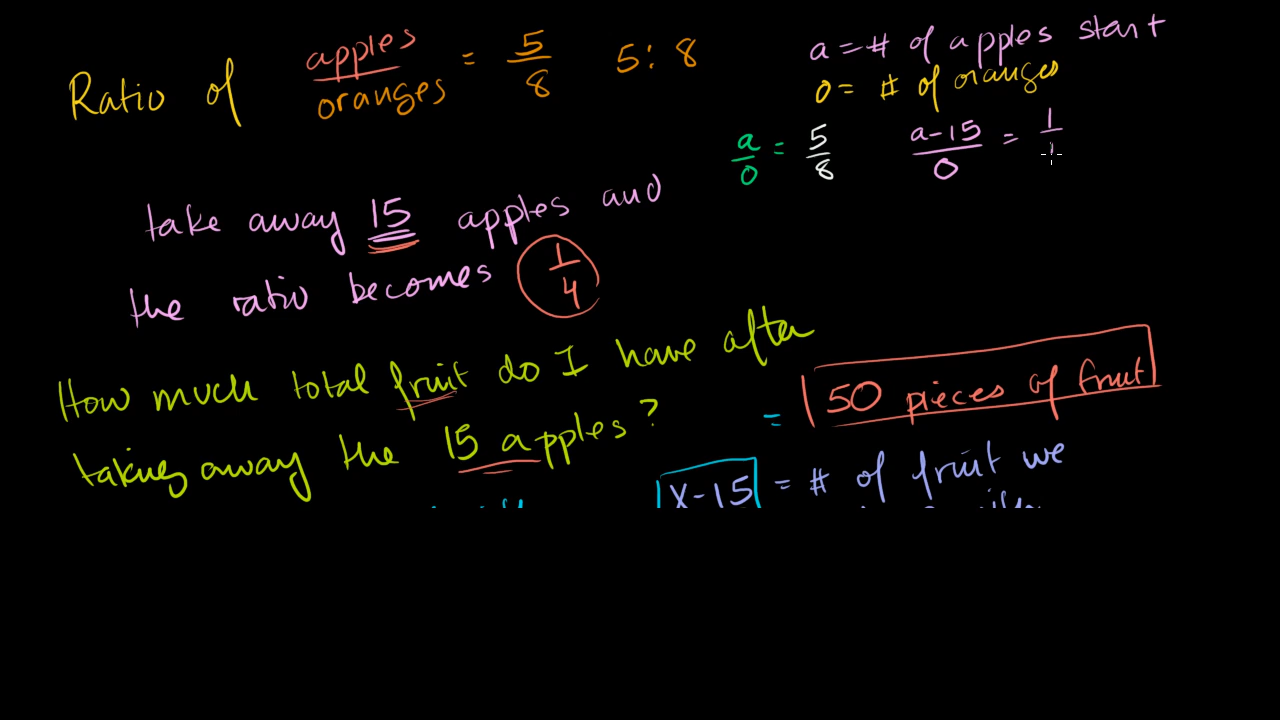 Ratio of apples/oranges = 5/8 5:8
a = # of apples start
o = # of oranges
a/o = 5/8 a-15/o = 1/
take away 15 apples and
the ratio becomes 1/4
How much total fruit do I have after
taking away the 15 apples?
= 50 pieces of fruit
x-15 = # of fruit we